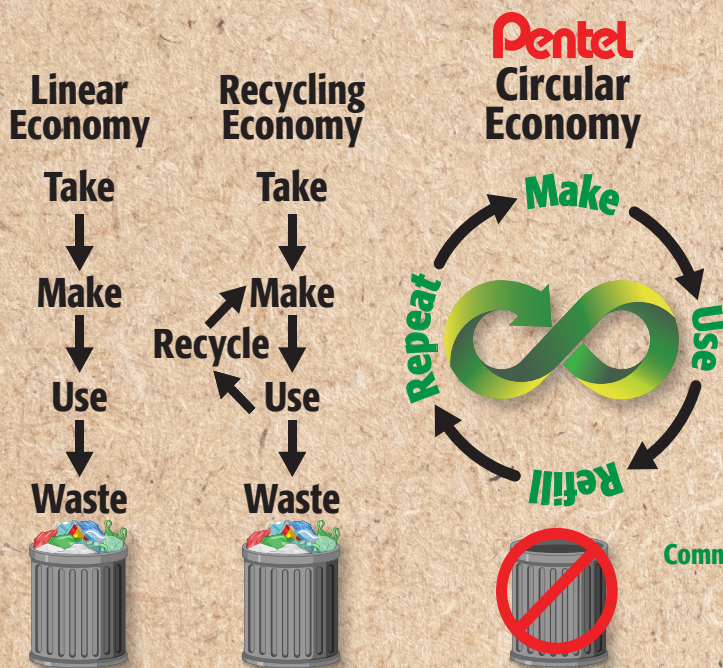 Linear
Economy
Take
Make
Use
Waste
Recycling
Economy
Take
Make
Recycle
Use
Waste
Pentel
Circular
Economy
Make
Use
Refill
Repeat